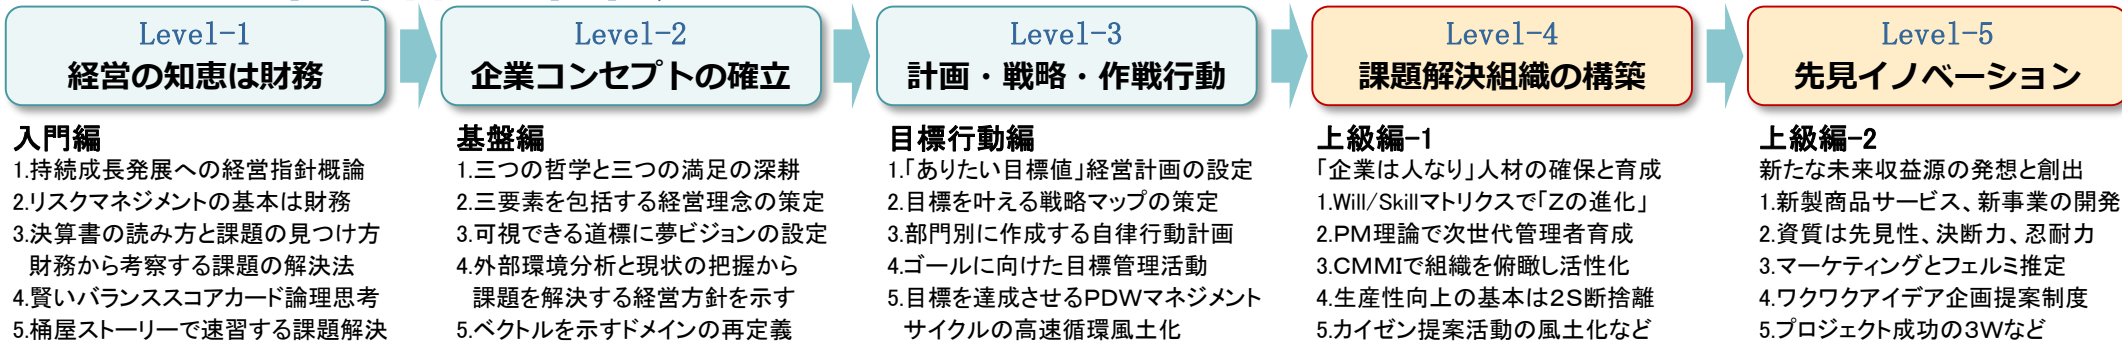 Level-1
経営の知恵は財務
入門編
1.持続成長発展への経営指針概論
2.リスクマネジメントの基本は財務
3.決算書の読み方と課題の見つけ方
財務から考察する課題の解決法
4.賢いバランススコアカード論理思考
5.桶屋ストーリーで速習する課題解決
Level-2
企業コンセプトの確立
基盤編
1.三つの哲学と三つの満足の深耕
2.三要素を包括する経営理念の策定
3.可視できる道標に夢ビジョンの設定
4.外部環境分析と現状の把握から
課題を解決する経営方針を示す
5.ベクトルを示すドメインの再定義
Level-3
計画・戦略・作戦行動
目標行動編
1.「ありたい目標値」経営計画の設定
2.目標を叶える戦略マップの策定
3.部門別に作成する自律行動計画
4.ゴールに向けた目標管理活動
5.目標を達成させるPDWマネジメント
サイクルの高速循環風土化
Level-4
課題解決組織の構築
上級編-1
「企業は人なり」人材の確保と育成
1.Will/Skillマトリクスで「Zの進化」
2.PM理論で次世代管理者育成
3.CMMIで組織を俯瞰し活性化
4.生産性向上の基本は2S断捨離
5.カイゼン提案活動の風土化など
Level-5
先見イノベーション
上級編-2
新たな未来収益源の発想と創出
1.新製商品サービス、新事業の開発
2.資質は先見性、決断力、忍耐力
3.マーケティングとフェルミ推定
4.ワクワクアイデア企画提案制度
5.プロジェクト成功の3Wなど